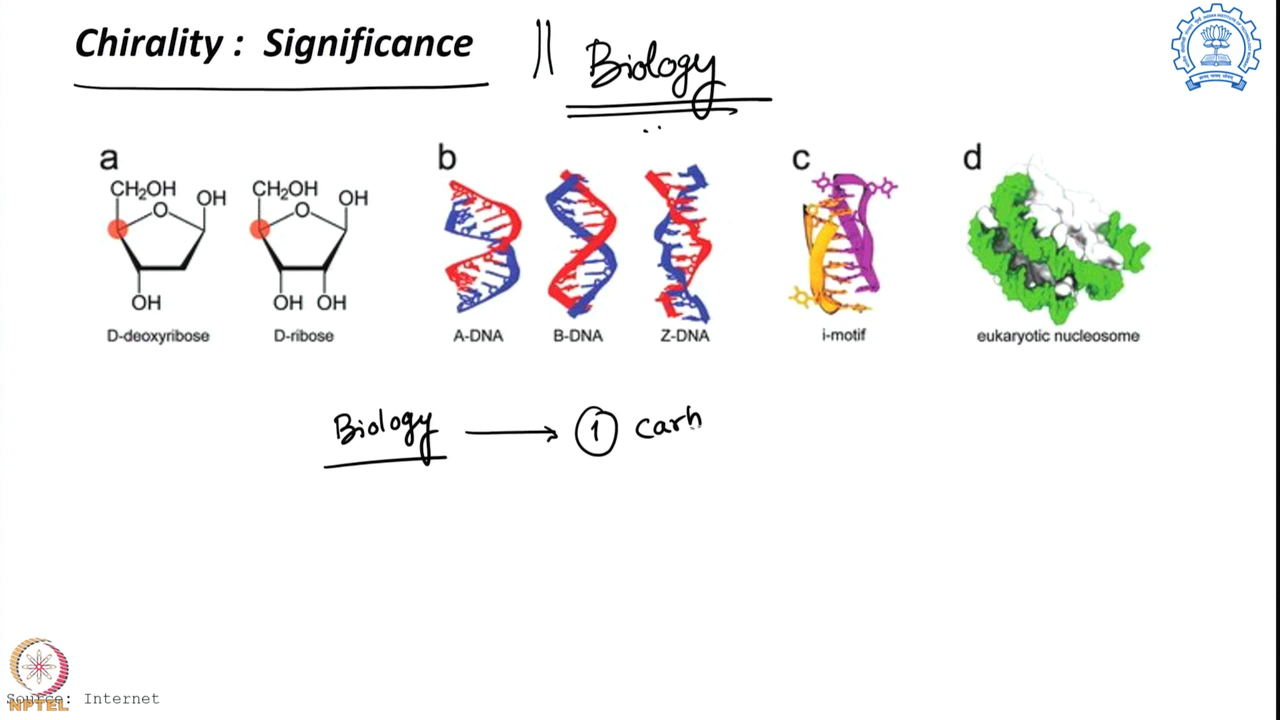 Chirality : Significance
Biology
a
b
c
d
CH₂OH
OH
O
OH
D-deoxyribose
CH₂OH
OH
O
OH
OH
D-ribose
A-DNA
B-DNA
Z-DNA
i-motif
eukaryotic nucleosome
Biology → ① carb
Source: Internet
NPTEL